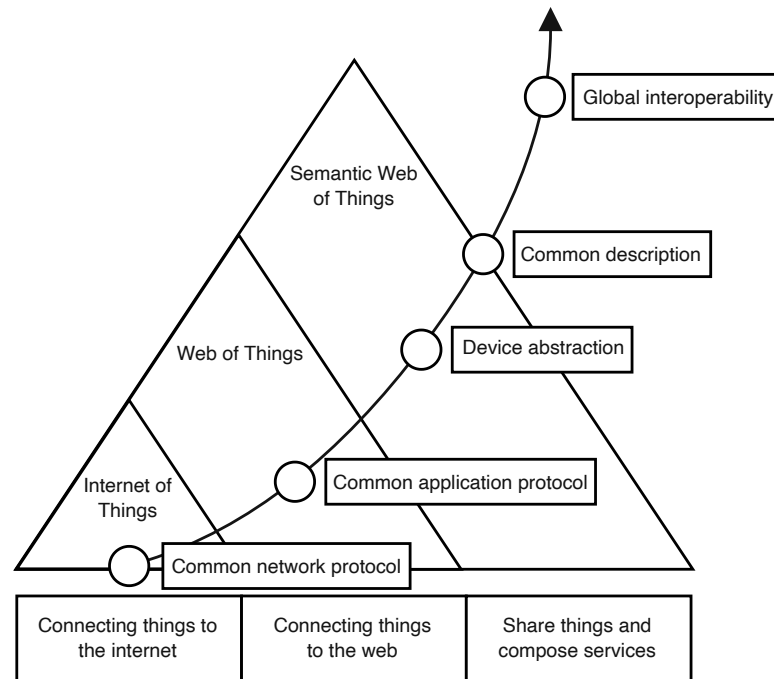 Global interoperability
Semantic Web
of Things
Common description
Device abstraction
Web of Things
Common application protocol
Internet of
Things
Common network protocol
Connecting things to
the internet
Connecting things
to the web
Share things and
compose services